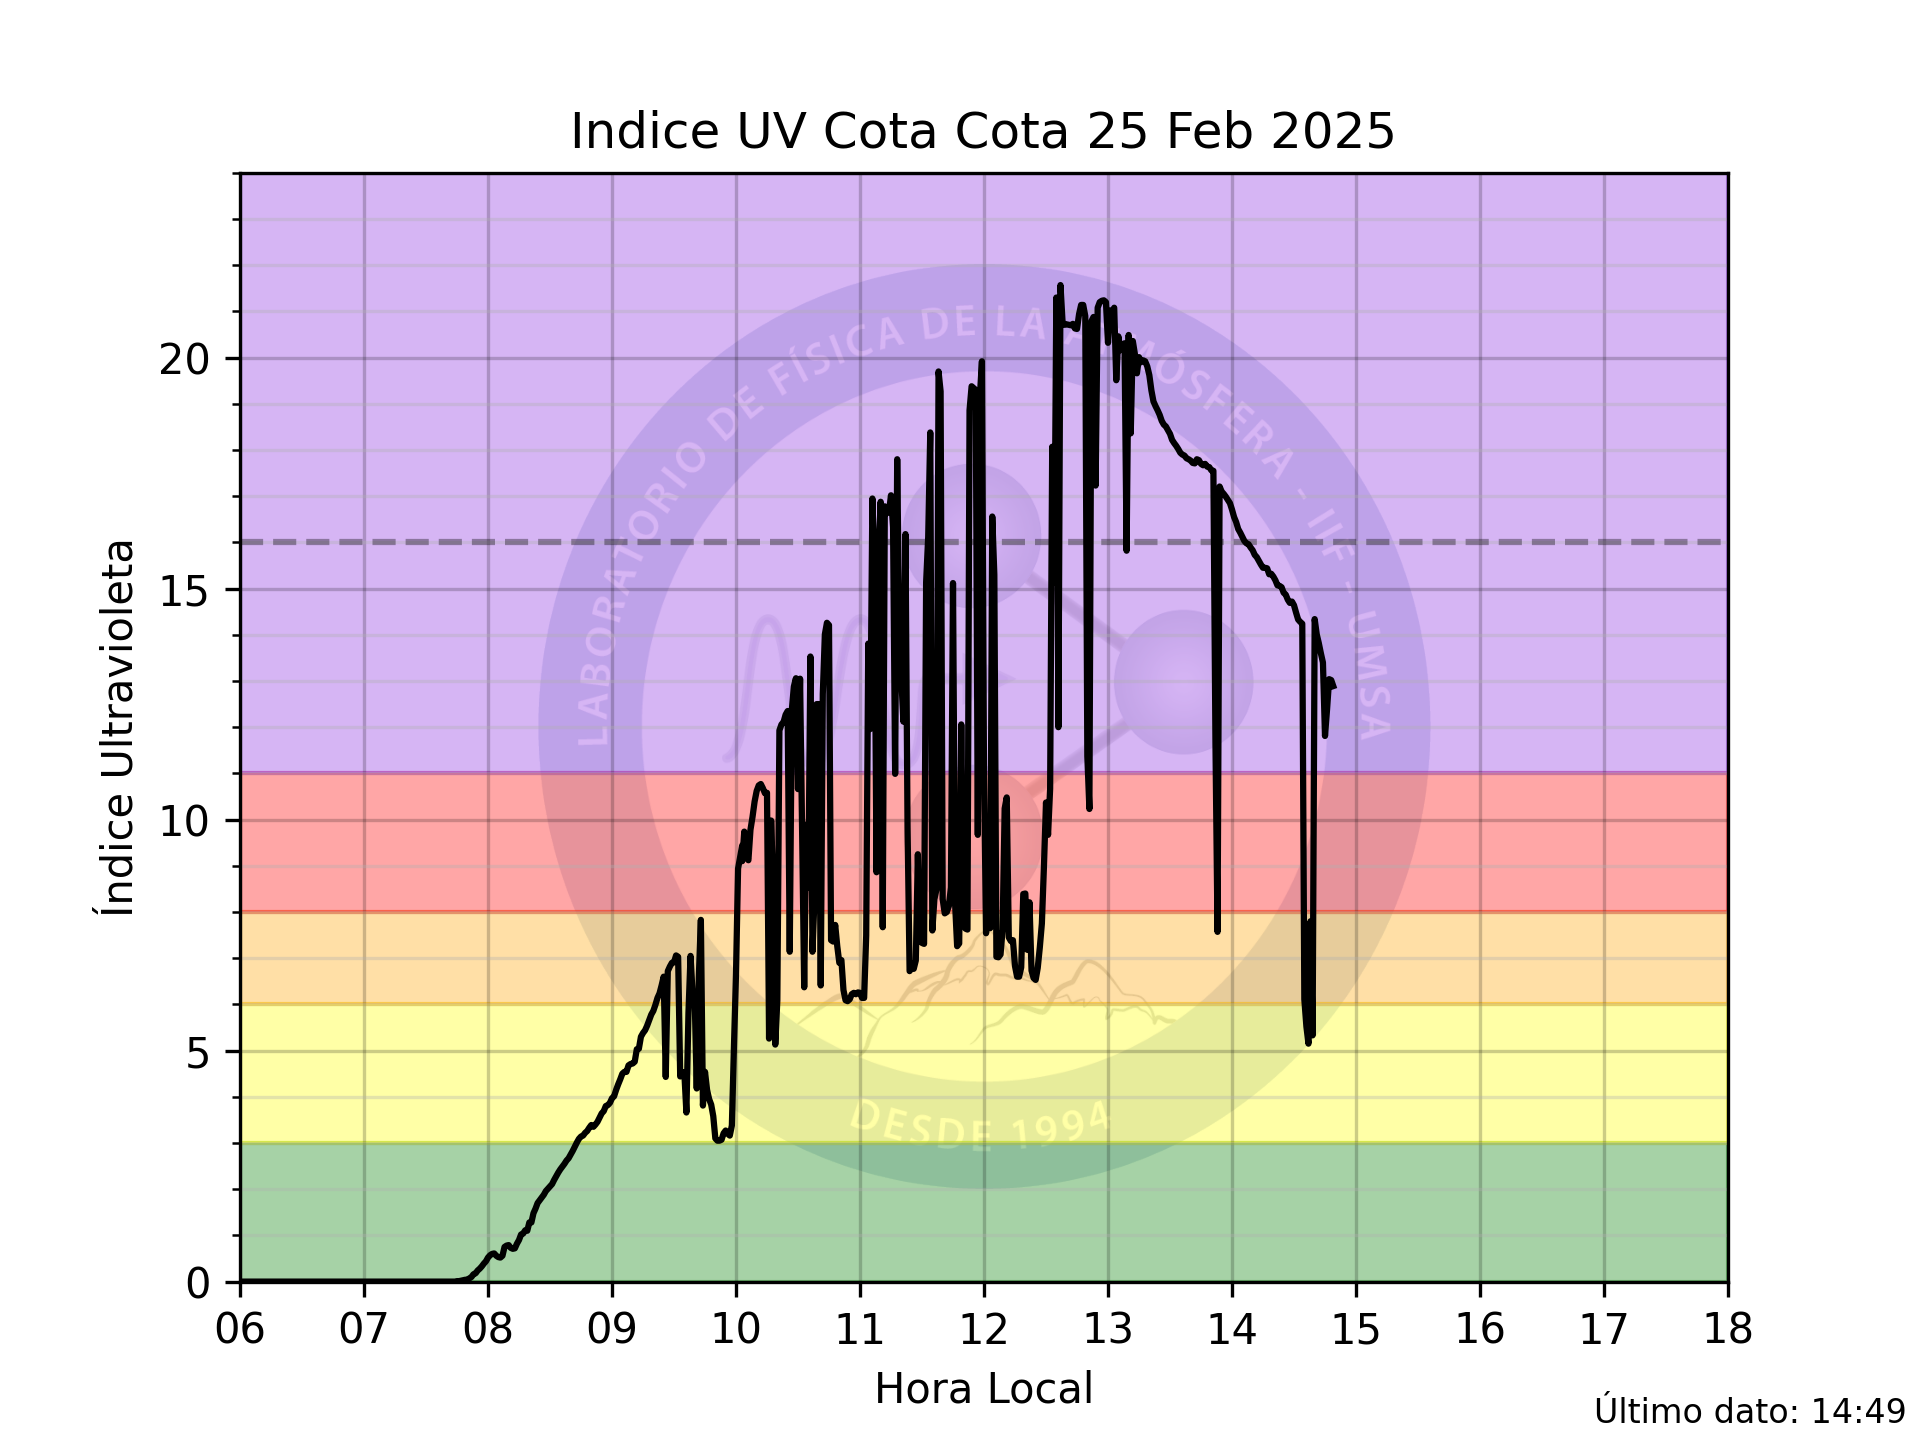 Indice UV Cota Cota 25 Feb 2025
Índice Ultravioleta
20
15
10
5
0
LABORATORIO DE FÍSICA DE LA ATMÓSFERA - IIF - UMSA
DESDE 1994
06 07 08 09 10 11 12 13 14 15 16 17 18
Hora Local
Último dato: 14:49